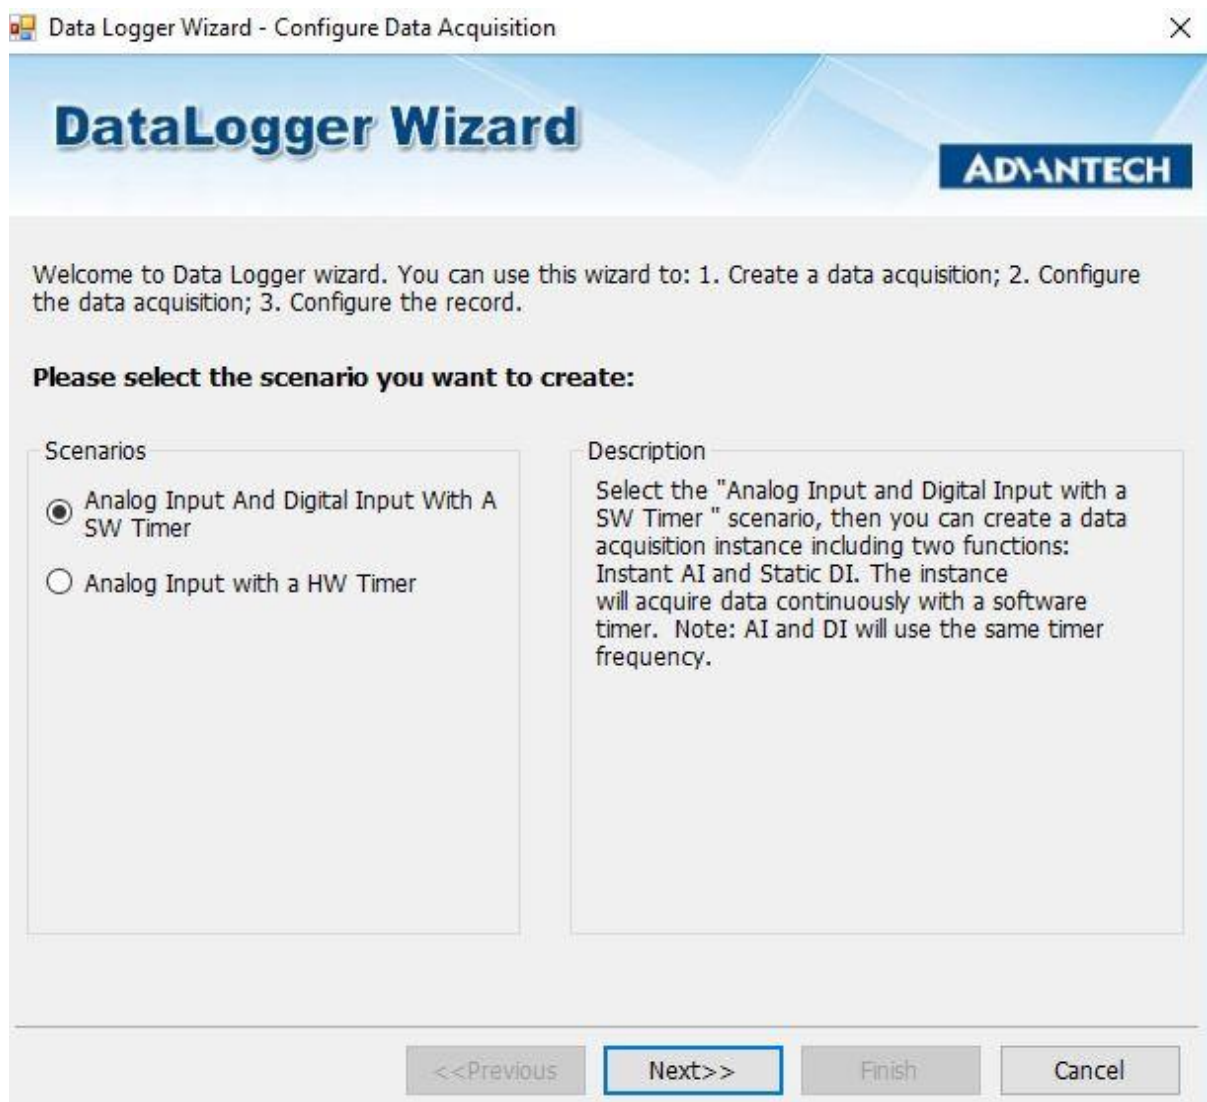 Data Logger Wizard - Configure Data Acquisition
DataLogger Wizard
ADVANTECH
Welcome to Data Logger wizard. You can use this wizard to: 1. Create a data acquisition; 2. Configure
the data acquisition; 3. Configure the record.
Please select the scenario you want to create:
Scenarios
Analog Input And Digital Input With A
SW Timer
Analog Input with a HW Timer
Description
Select the "Analog Input and Digital Input with a
SW Timer " scenario, then you can create a data
acquisition instance including two functions:
Instant AI and Static DI. The instance
will acquire data continuously with a software
timer.  Note: AI and DI will use the same timer
frequency.
<<Previous
Next>>
Finish
Cancel